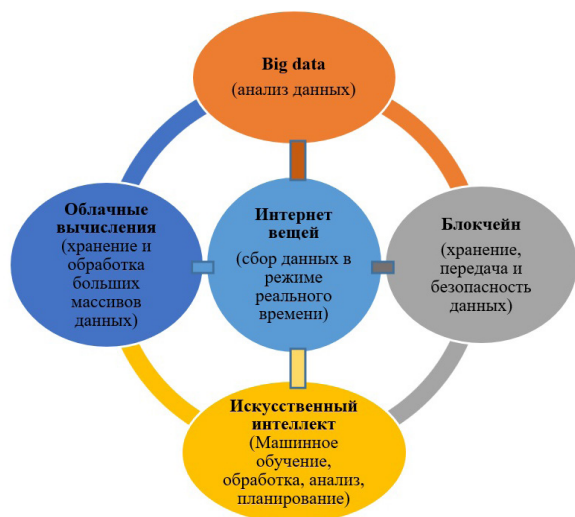 Big data
(анализ данных)
Облачные
вычисления
(хранение и
обработка
больших
массивов
данных)
Интернет
вещей
(сбор данных в
режиме
реального
времени)
Блокчейн
(хранение,
передача и
безопасность
данных)
Искусственный
интеллект
(Машинное
обучение,
обработка, анализ,
планирование)